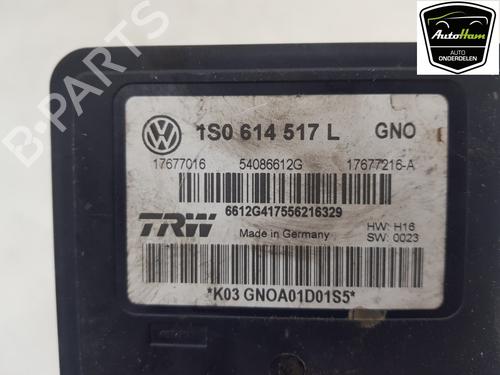 AutoHam
AUTO
ONDERDELEN
B-PARTS
1S0 614 517 L GNO
17677016 54086612G 17677216-A
6612G417556216329
TRW Made in Germany HW: H16
SW: 0023
*K03 GNOA01D01S5*